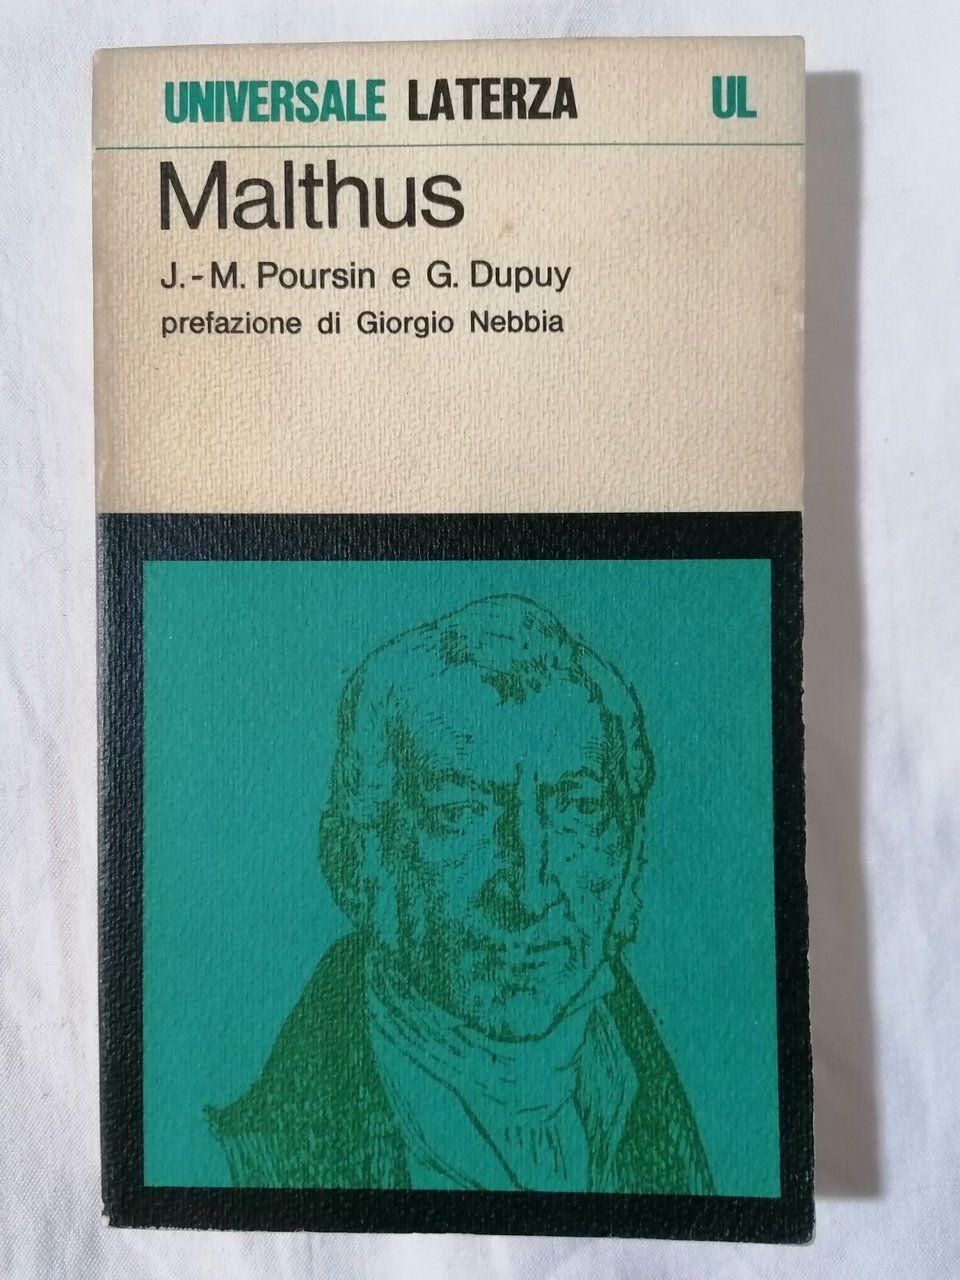 UNIVERSALE LATERZA UL
Malthus
J.-M. Poursin e G. Dupuy
prefazione di Giorgio Nebbia